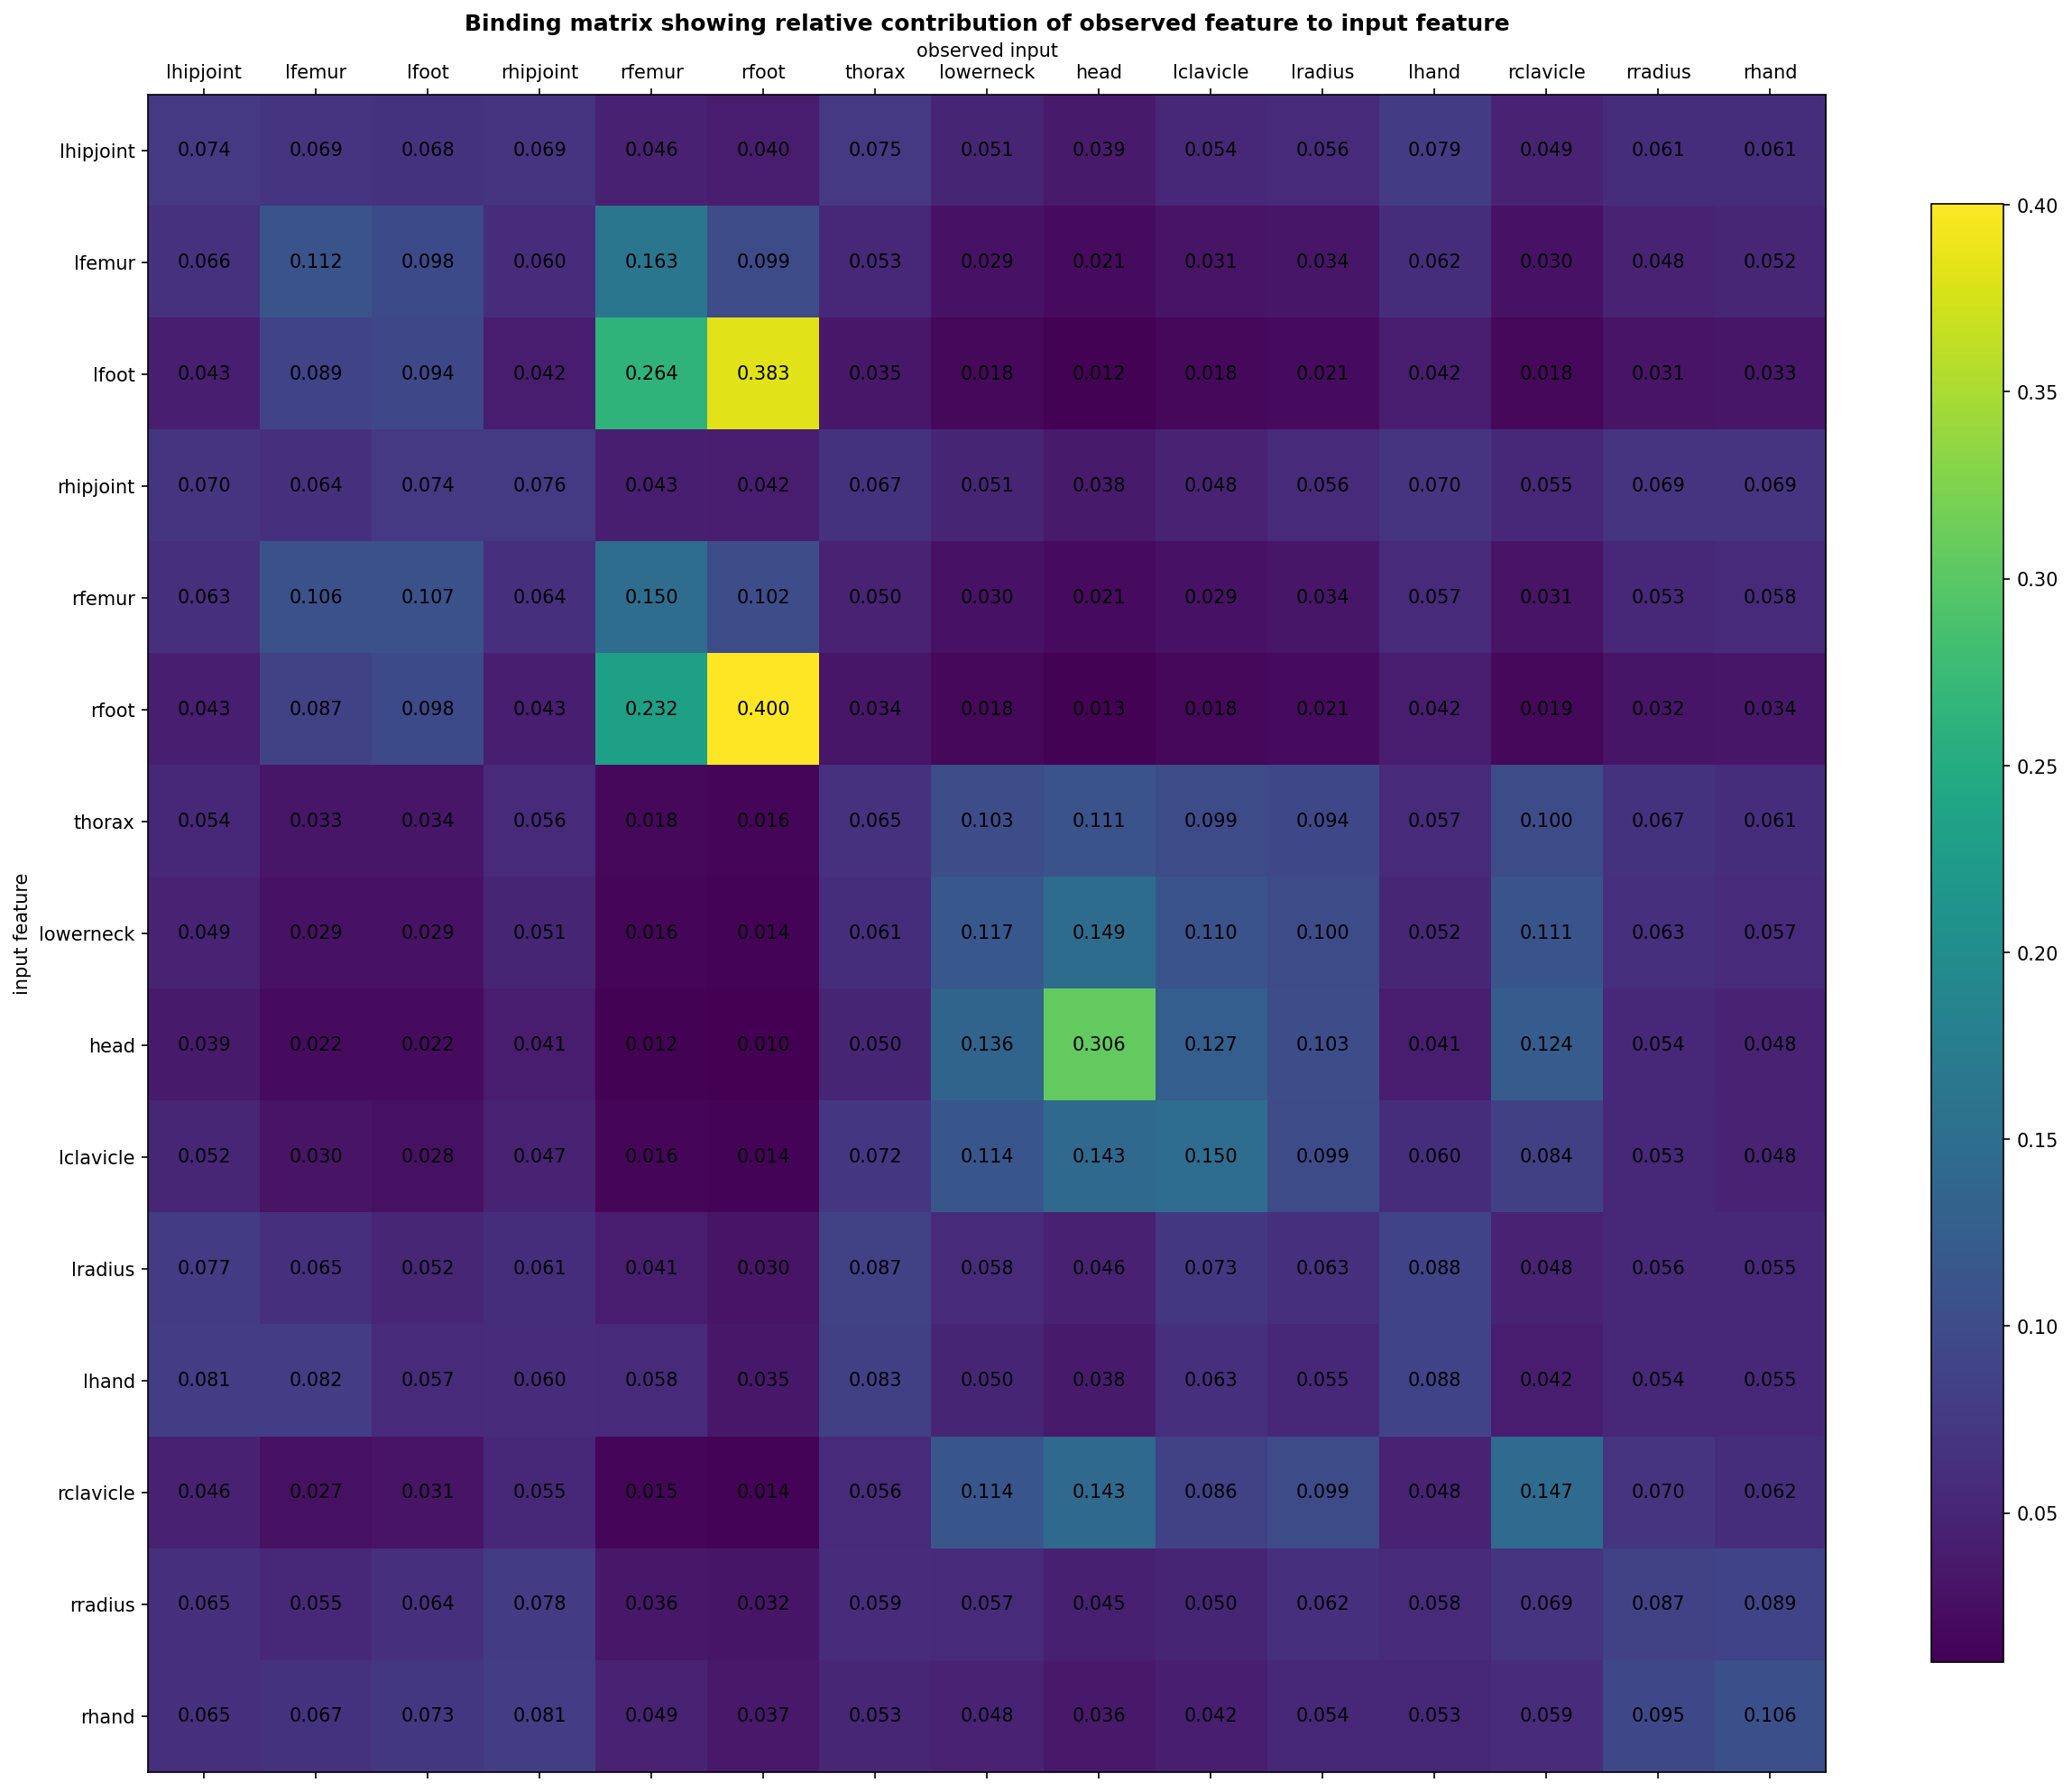 Binding matrix showing relative contribution of observed feature to input feature
observed input
lhipjoint lfemur lfoot rhipjoint rfemur rfoot thorax lowerneck head lclavicle lradius lhand rclavicle rradius rhand
lhipjoint 0.074 0.069 0.068 0.069 0.046 0.040 0.075 0.051 0.039 0.054 0.056 0.079 0.049 0.061 0.061
lfemur 0.066 0.112 0.098 0.060 0.163 0.099 0.053 0.029 0.021 0.031 0.034 0.062 0.030 0.048 0.052
lfoot 0.043 0.089 0.094 0.042 0.264 0.383 0.035 0.018 0.012 0.018 0.021 0.042 0.018 0.031 0.033
rhipjoint 0.070 0.064 0.074 0.076 0.043 0.042 0.067 0.051 0.038 0.048 0.056 0.070 0.055 0.069 0.069
rfemur 0.063 0.106 0.107 0.064 0.150 0.102 0.050 0.030 0.021 0.029 0.034 0.057 0.031 0.053 0.058
rfoot 0.043 0.087 0.098 0.043 0.232 0.400 0.034 0.018 0.013 0.018 0.021 0.042 0.019 0.032 0.034
thorax 0.054 0.033 0.034 0.056 0.018 0.016 0.065 0.103 0.111 0.099 0.094 0.057 0.100 0.067 0.061
lowerneck 0.049 0.029 0.029 0.051 0.016 0.014 0.061 0.117 0.149 0.110 0.100 0.052 0.111 0.063 0.057
head 0.039 0.022 0.022 0.041 0.012 0.010 0.050 0.136 0.306 0.127 0.103 0.041 0.124 0.054 0.048
lclavicle 0.052 0.030 0.028 0.047 0.016 0.014 0.072 0.114 0.143 0.150 0.099 0.060 0.084 0.053 0.048
lradius 0.077 0.065 0.052 0.061 0.041 0.030 0.087 0.058 0.046 0.073 0.063 0.088 0.048 0.056 0.055
lhand 0.081 0.082 0.057 0.060 0.058 0.035 0.083 0.050 0.038 0.063 0.055 0.088 0.042 0.054 0.055
rclavicle 0.046 0.027 0.031 0.055 0.015 0.014 0.056 0.114 0.143 0.086 0.099 0.048 0.147 0.070 0.062
rradius 0.065 0.055 0.064 0.078 0.036 0.032 0.059 0.057 0.045 0.050 0.062 0.058 0.069 0.087 0.089
rhand 0.065 0.067 0.073 0.081 0.049 0.037 0.053 0.048 0.036 0.042 0.054 0.053 0.059 0.095 0.106
input feature
0.40
0.35
0.30
0.25
0.20
0.15
0.10
0.05